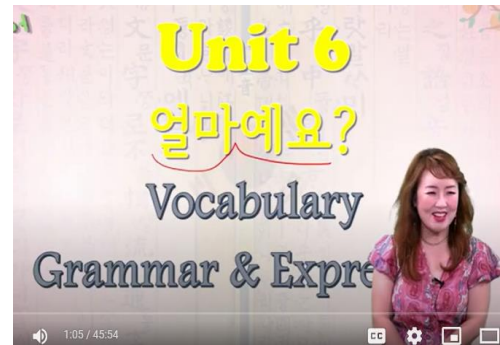 Unit 6
얼마예요?
Vocabulary
Grammar & Expre
1:05 / 45:54
CC